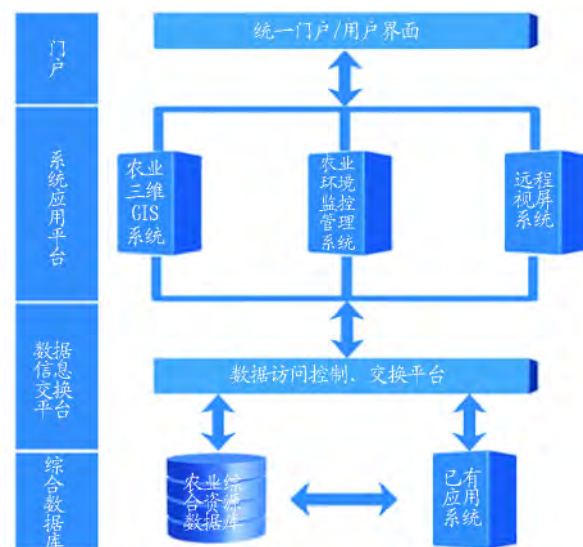 门户
统一门户/用户界面
系统应用平台
农业
三维
GIS
系统
农业
环境
监控
管理
系统
远程
视屏
系统
数据
信息
交换
平台
数据访问控制、交换平台
综合数据库
农业综
合资源
数据库
已有
应用
系统